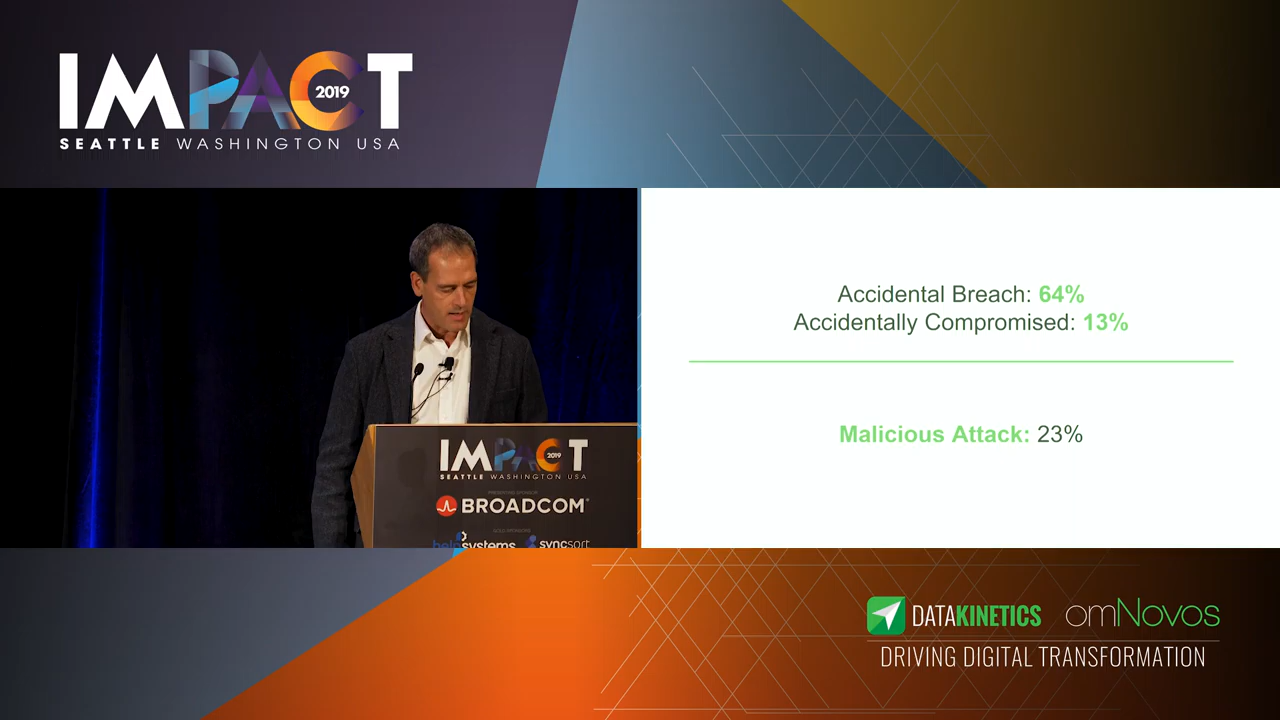 IMPACT 2019
SEATTLE WASHINGTON USA
Accidental Breach: 64%
Accidentally Compromised: 13%
Malicious Attack: 23%
IMPACT 2019
SEATTLE WASHINGTON USA
BROADCOM
helpsystems syncsort
DATAKINETICS omNovos
DRIVING DIGITAL TRANSFORMATION